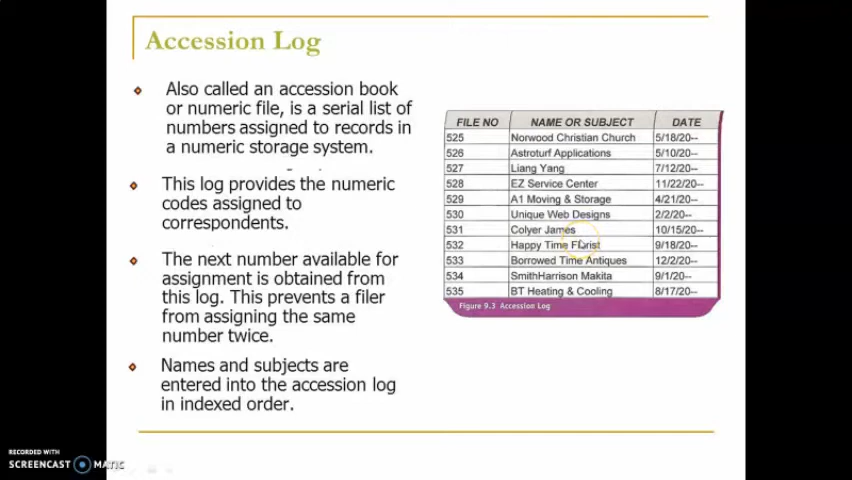 Accession Log
Also called an accession book
or numeric file, is a serial list of
numbers assigned to records in
a numeric storage system.
This log provides the numeric
codes assigned to
correspondents.
The next number available for
assignment is obtained from
this log. This prevents a filer
from assigning the same
number twice.
Names and subjects are
entered into the accession log
in indexed order.
FILE NO NAME OR SUBJECT DATE
525 Norwood Christian Church 5/18/20--
526 Astroturf Applications 5/10/20--
527 Liang Yang 7/12/20--
528 EZ Service Center 11/22/20--
529 A1 Moving & Storage 4/21/20--
530 Unique Web Designs 2/2/20--
531 Colyer James 10/15/20--
532 Happy Time Florist 9/18/20--
533 Borrowed Time Antiques 12/2/20--
534 SmithHarrison Makita 9/1/20--
535 BT Heating & Cooling 8/17/20--
Figure 9.3 Accession Log
RECORDED WITH
SCREENCAST MATIC